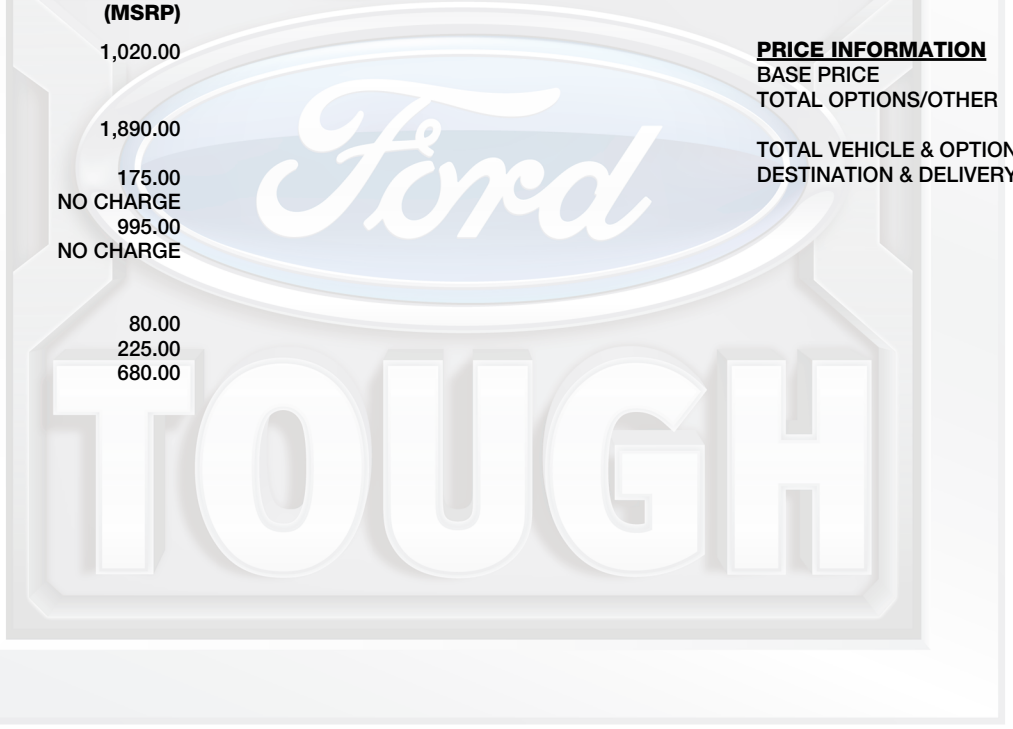 (MSRP)
1,020.00
1,890.00
175.00
NO CHARGE
995.00
NO CHARGE
80.00
225.00
680.00
PRICE INFORMATION
BASE PRICE
TOTAL OPTIONS/OTHER
TOTAL VEHICLE & OPTION
DESTINATION & DELIVERY
Ford
TOUGH